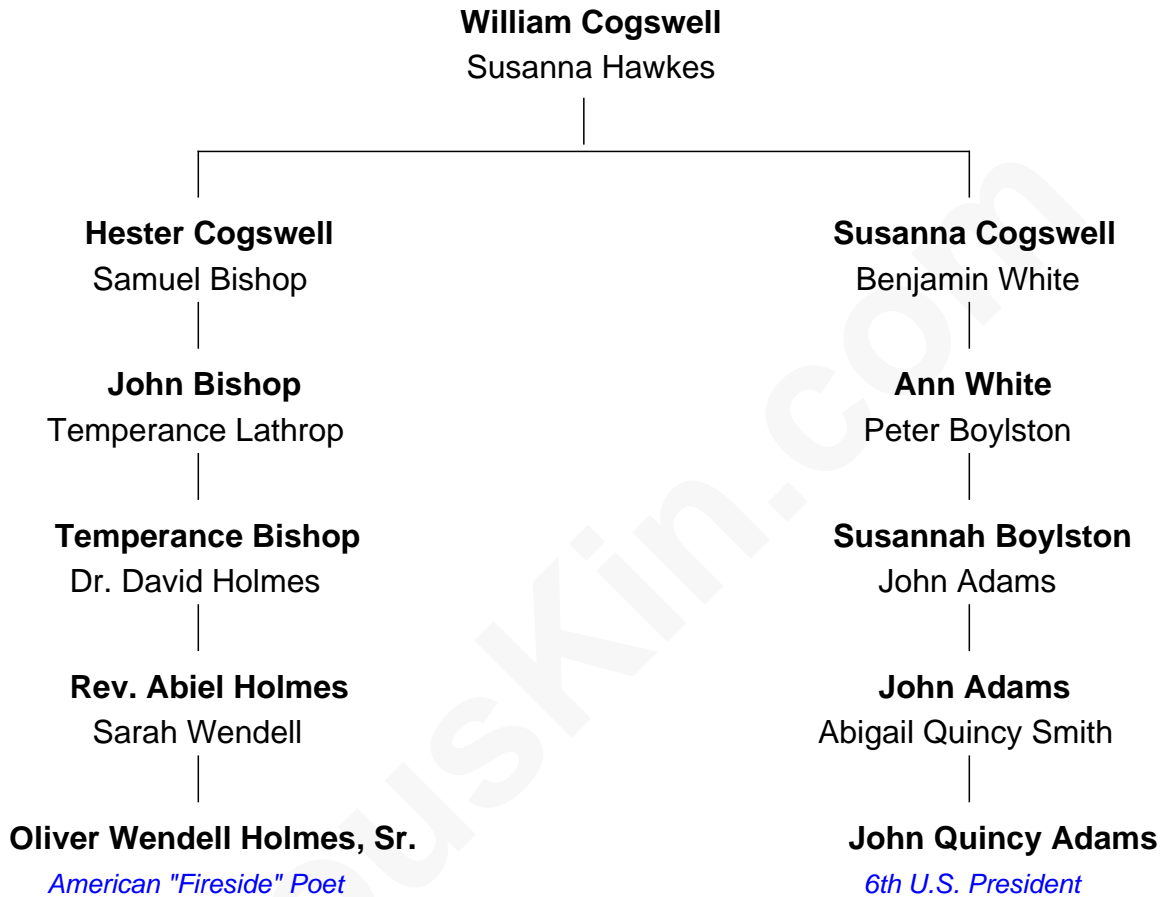 William Cogswell
Susanna Hawkes
Hester Cogswell
Samuel Bishop
Susanna Cogswell
Benjamin White
John Bishop
Temperance Lathrop
Ann White
Peter Boylston
Temperance Bishop
Dr. David Holmes
Susannah Boylston
John Adams
Rev. Abiel Holmes
Sarah Wendell
John Adams
Abigail Quincy Smith
Oliver Wendell Holmes, Sr.
American "Fireside" Poet
John Quincy Adams
6th U.S. President
ousKin.com